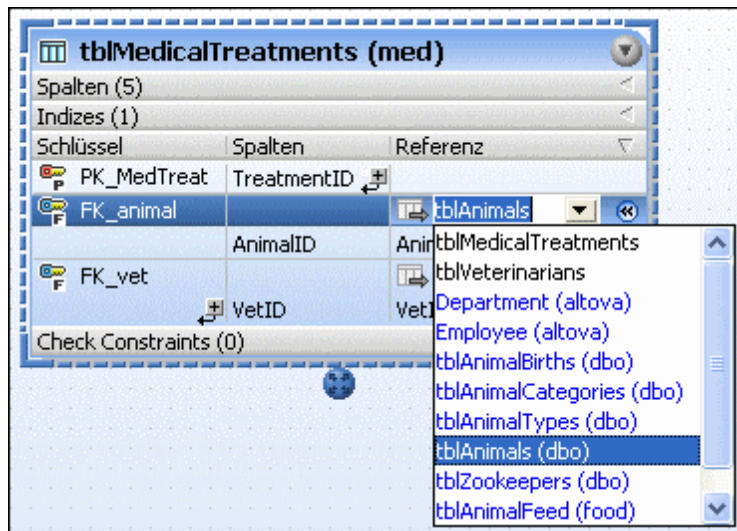 tblMedicalTreatments (med)
Spalten (5)
Indizes (1)
Schlüssel Spalten Referenz
P PK_MedTreat TreatmentID
F FK_animal tblAnimals
AnimalID
F FK_vet
VetID
Check Constraints (0)
tblMedicalTreatments
tblVeterinarians
Department (altova)
Employee (altova)
tblAnimalBirths (dbo)
tblAnimalCategories (dbo)
tblAnimalTypes (dbo)
tblAnimals (dbo)
tblZookeepers (dbo)
tblAnimalFeed (food)